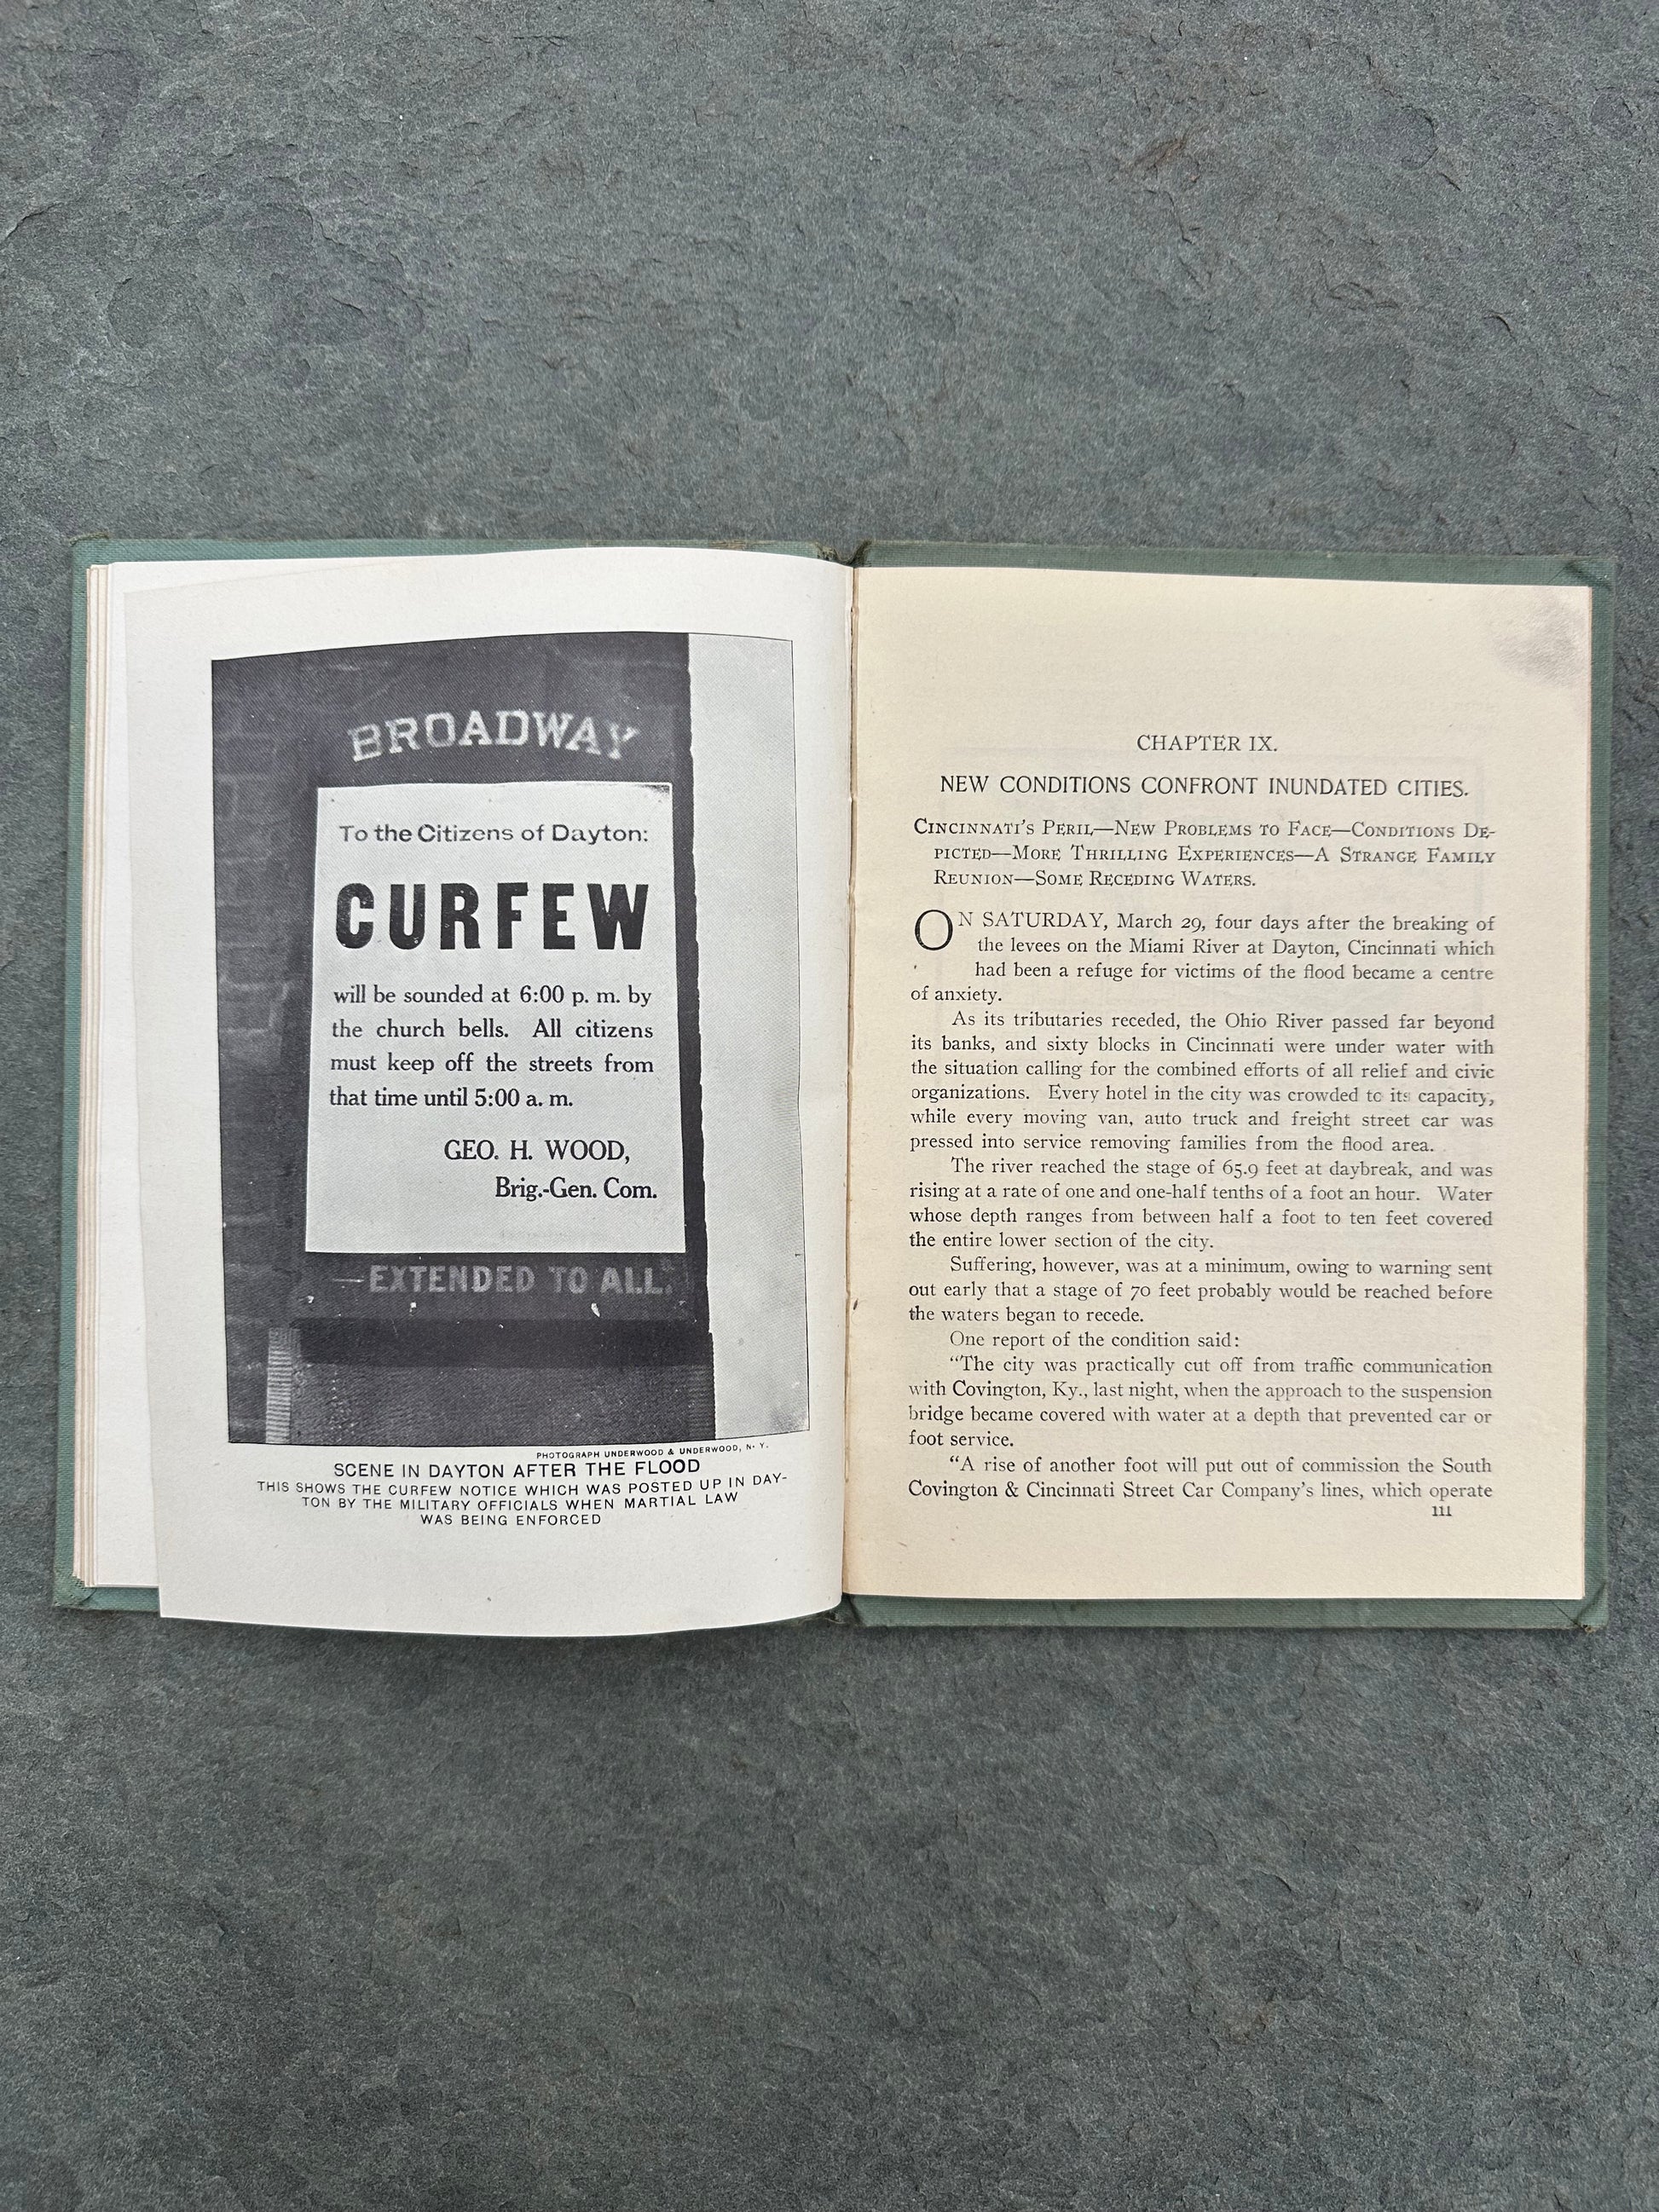 BROADWAY
To the Citizens of Dayton:
CURFEW
will be sounded at 6:00 p. m. by
the church bells. All citizens
must keep off the streets from
that time until 5:00 a. m.
GEO. H. WOOD,
Brig.-Gen. Com.
EXTENDED TO ALL.
PHOTOGRAPH UNDERWOOD & UNDERWOOD, N. Y.
SCENE IN DAYTON AFTER THE FLOOD
THIS SHOWS THE CURFEW NOTICE WHICH WAS POSTED UP IN DAY-
TON BY THE MILITARY OFFICIALS WHEN MARTIAL LAW
WAS BEING ENFORCED
CHAPTER IX.
NEW CONDITIONS CONFRONT INUNDATED CITIES.
Cincinnati's Peril—New Problems to Face—Conditions De-
picted—More Thrilling Experiences—A Strange Family
Reunion—Some Receding Waters.
ON SATURDAY, March 29, four days after the breaking of
the levees on the Miami River at Dayton, Cincinnati which
had been a refuge for victims of the flood became a centre
of anxiety.
As its tributaries receded, the Ohio River passed far beyond
its banks, and sixty blocks in Cincinnati were under water with
the situation calling for the combined efforts of all relief and civic
organizations. Every hotel in the city was crowded to its capacity,
while every moving van, auto truck and freight street car was
pressed into service removing families from the flood area.
The river reached the stage of 65.9 feet at daybreak, and was
rising at a rate of one and one-half tenths of a foot an hour. Water
whose depth ranges from between half a foot to ten feet covered
the entire lower section of the city.
Suffering, however, was at a minimum, owing to warning sent
out early that a stage of 70 feet probably would be reached before
the waters began to recede.
One report of the condition said:
"The city was practically cut off from traffic communication
with Covington, Ky., last night, when the approach to the suspension
bridge became covered with water at a depth that prevented car or
foot service.
"A rise of another foot will put out of commission the South
Covington & Cincinnati Street Car Company's lines, which operate
111